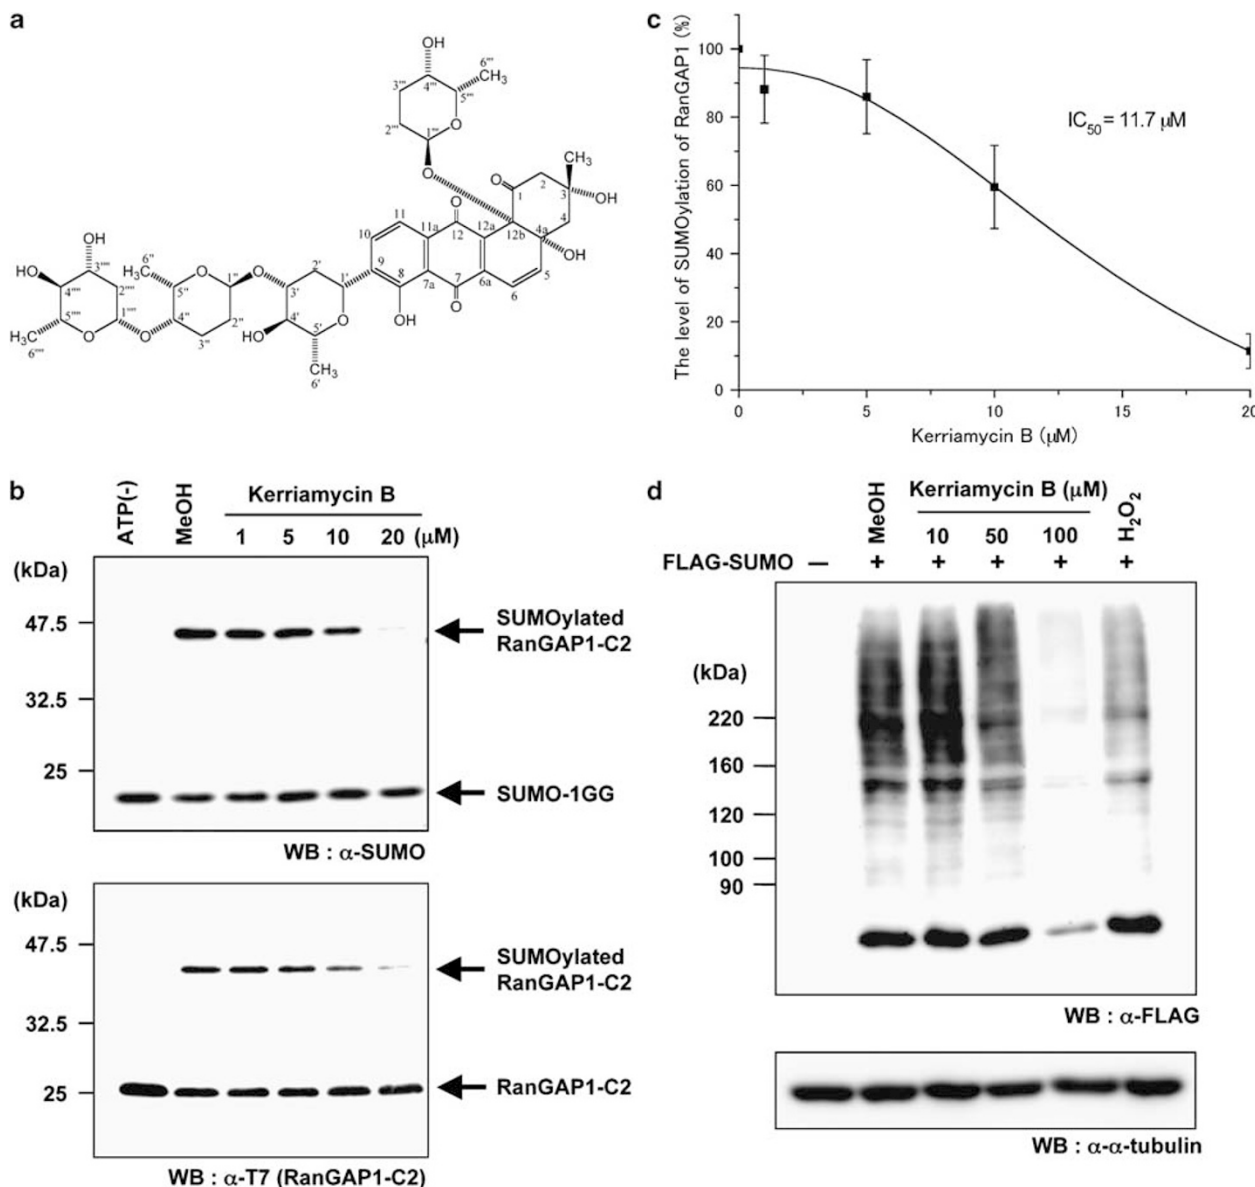 a
OH
3''' 4''' 6''' CH₃
5'''
2''' O
1'''
O
O CH₃
1 2 3 OH
4
O 12a 12b 4a
11 11a 12 OH
10 5
9 8 7a 7 6a 6
OH O
OH 6'' H₃C O 1'' O 2' 1'
HO 3'''' 5'' 3' O
4'''' 2'''' 4'' 2'' 4' 5'
5'''' 1'''' 3'' HO
H₃C O O CH₃
6'''' 6'
c
The level of SUMOylation of RanGAP1 (%)
100
80
60
40
20
0
IC₅₀ = 11.7 μM
0 5 10 15 20
Kerriamycin B (μM)
b
ATP(-) MeOH Kerriamycin B
1 5 10 20 (μM)
(kDa)
47.5
32.5
25
SUMOylated
RanGAP1-C2
SUMO-1GG
WB : α-SUMO
(kDa)
47.5
32.5
25
SUMOylated
RanGAP1-C2
RanGAP1-C2
WB : α-T7 (RanGAP1-C2)
d
MeOH Kerriamycin B (μM) H₂O₂
10 50 100
FLAG-SUMO — + + + + +
(kDa)
220
160
120
100
90
WB : α-FLAG
WB : α-α-tubulin